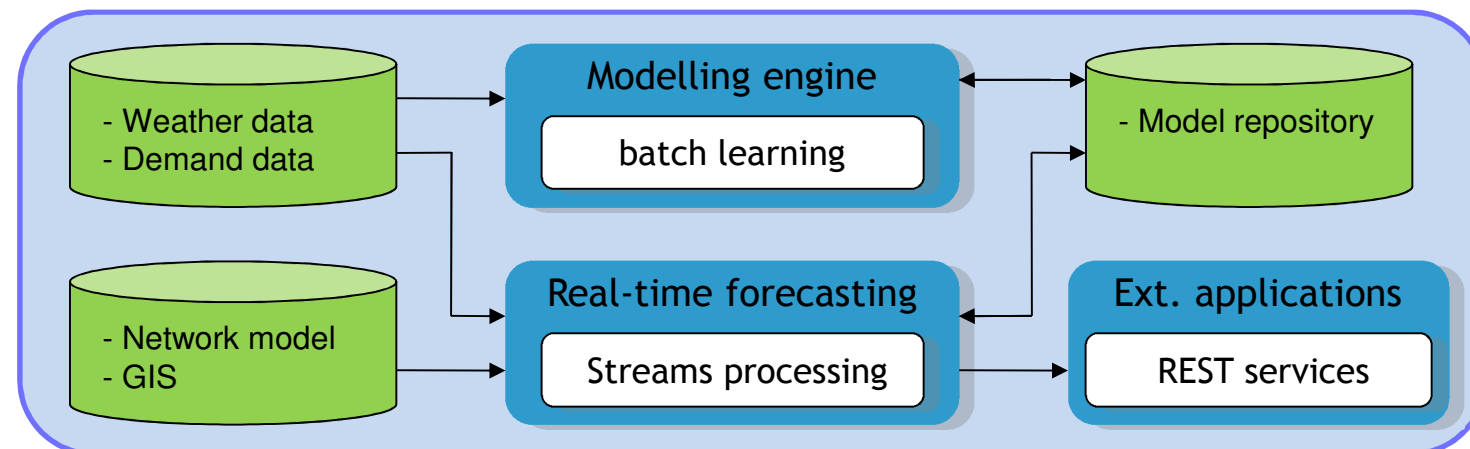 - Weather data
- Demand data
Modelling engine
batch learning
- Model repository
- Network model
- GIS
Real-time forecasting
Streams processing
Ext. applications
REST services